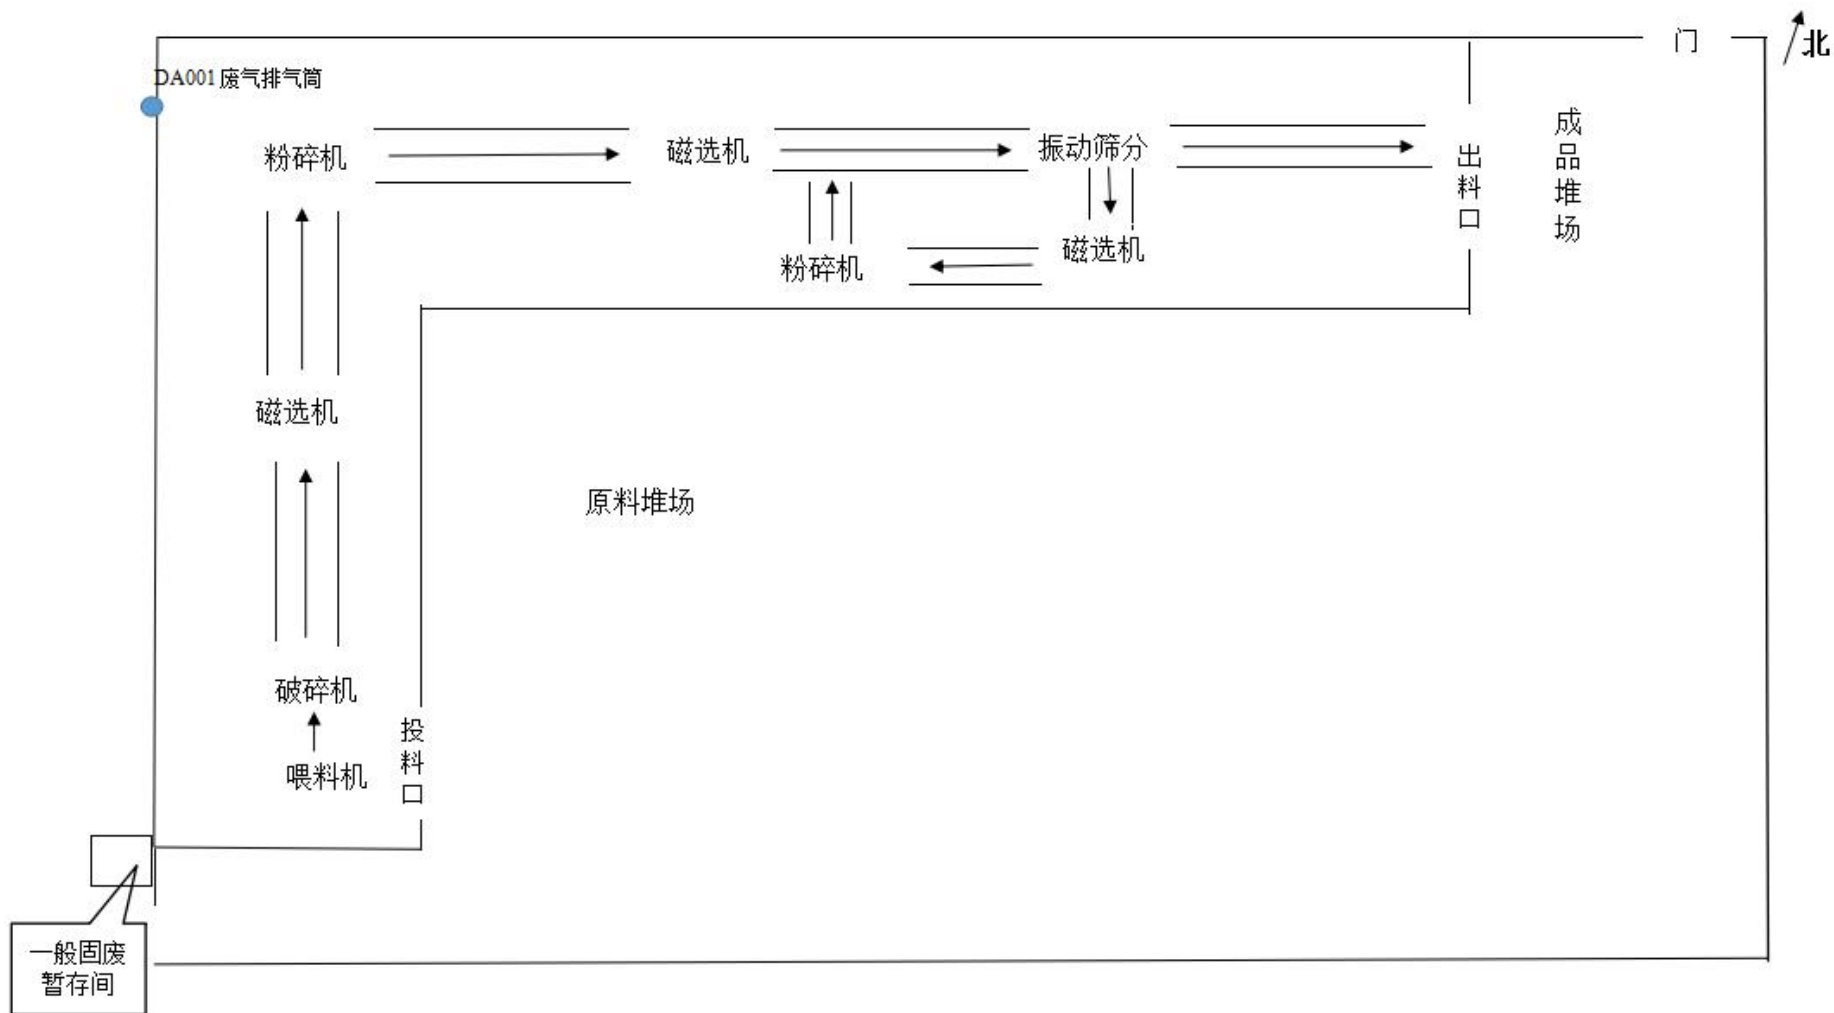 门
北
DA001废气排气筒
粉碎机
磁选机
振动筛分
出料口
成品堆场
粉碎机
磁选机
磁选机
原料堆场
破碎机
投料口
喂料机
一般固废
暂存间